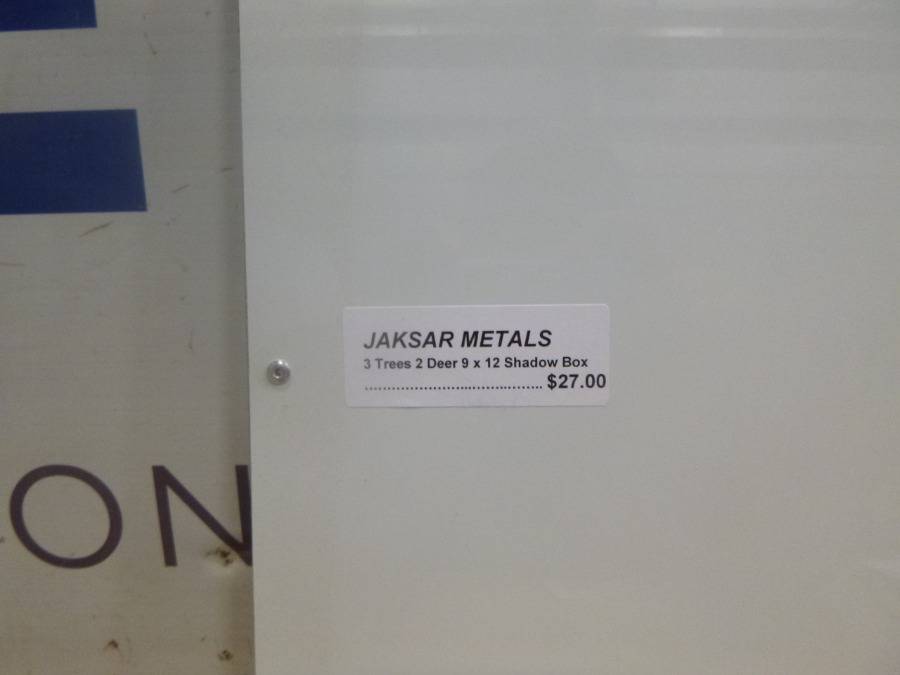 JAKSAR METALS
3 Trees 2 Deer 9 x 12 Shadow Box
........................................ $27.00
ON